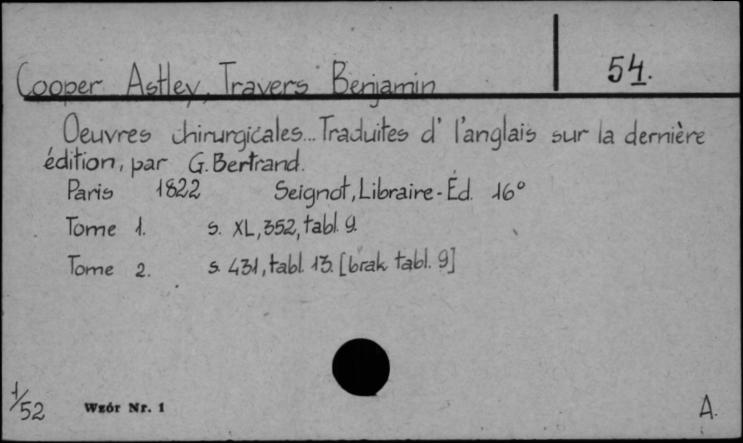 Cooper Astley, Travers Benjamin
54.
Oeuvres chirurgicales... Traduites d' l'anglais sur la dernière
édition, par G. Bertrand.
Paris 1822 Seignot, Libraire-Éd. 16°
Tome 1. s. XL, 352, tabl. 9.
Tome 2. s. 431, tabl. 13. [brak tabl. 9]
1/52
Wzór Nr. 1
A.